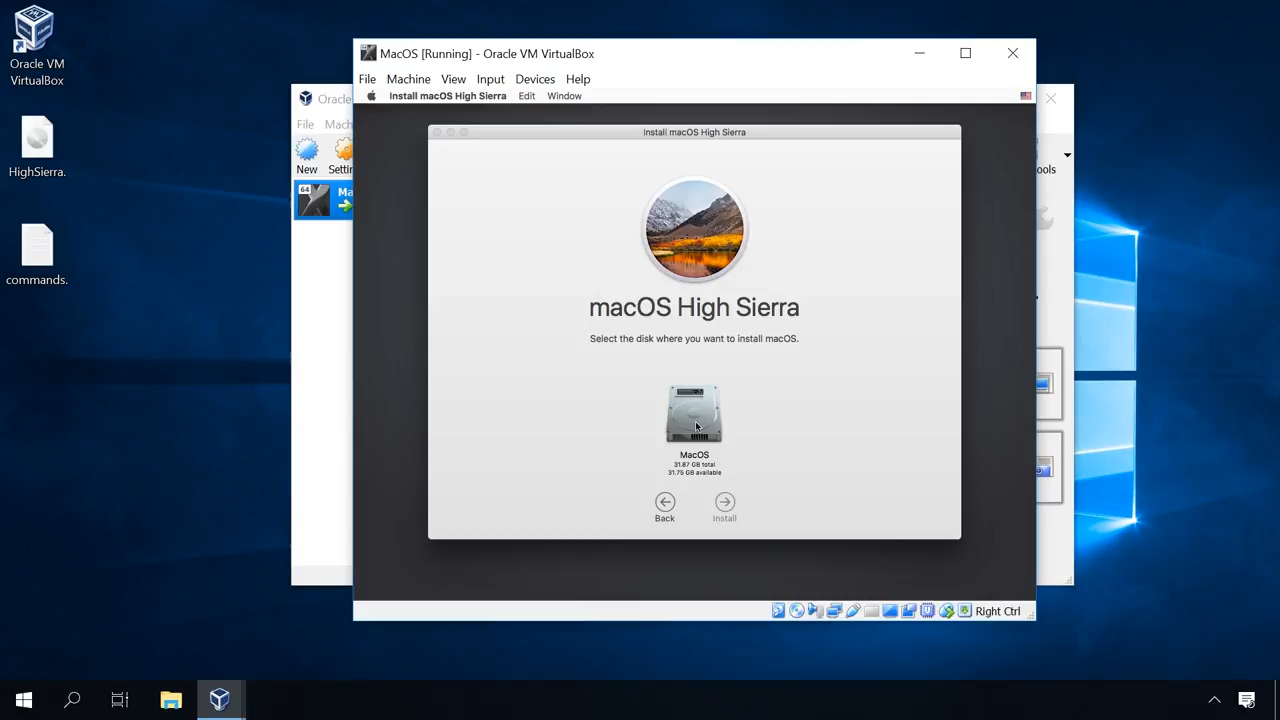 Oracle VM
VirtualBox
HighSierra.
commands.
Oracle
File Mach
New Settin
64
Ma
ools
MacOS [Running] - Oracle VM VirtualBox
File Machine View Input Devices Help
Install macOS High Sierra Edit Window
Install macOS High Sierra
macOS High Sierra
Select the disk where you want to install macOS.
MacOS
31.87 GB total
31.75 GB available
Back Install
Right Ctrl